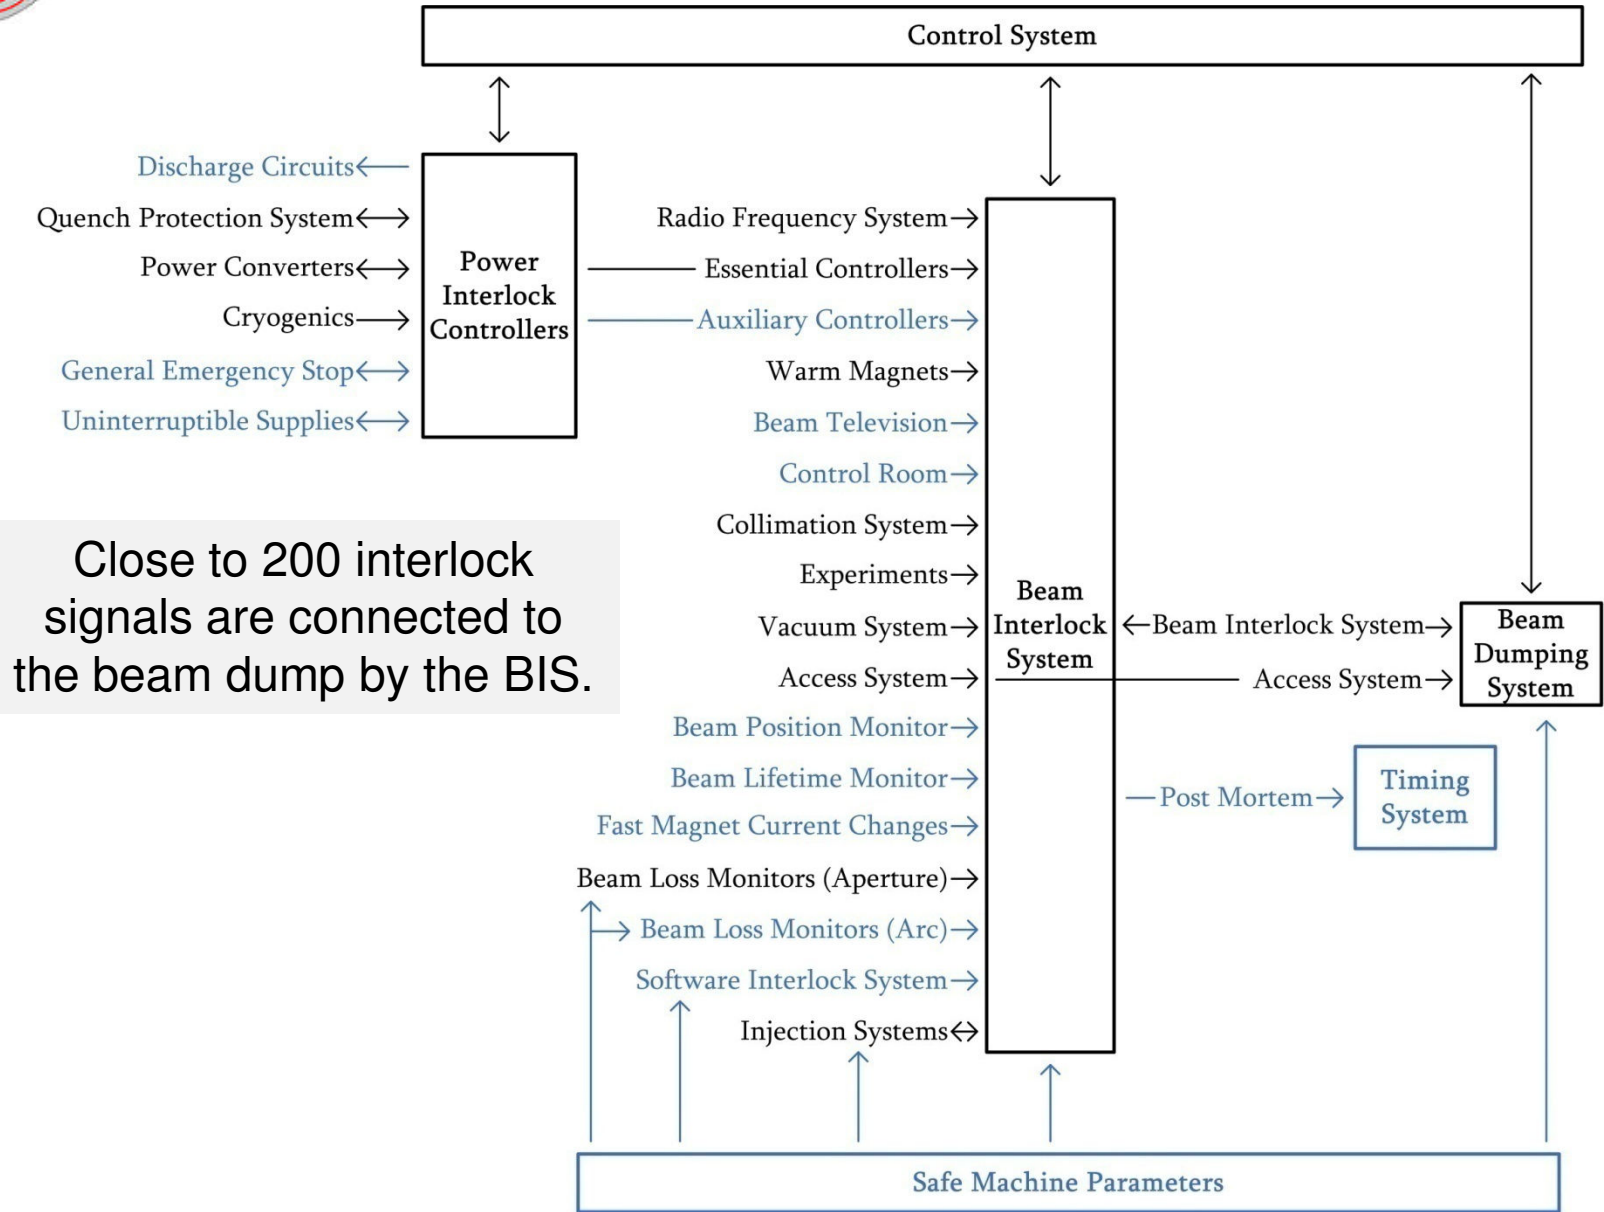 Control System
Discharge Circuits
Quench Protection System
Power Converters
Cryogenics
General Emergency Stop
Uninterruptible Supplies
Power
Interlock
Controllers
Radio Frequency System
Essential Controllers
Auxiliary Controllers
Warm Magnets
Beam Television
Control Room
Collimation System
Experiments
Vacuum System
Access System
Beam Position Monitor
Beam Lifetime Monitor
Fast Magnet Current Changes
Beam Loss Monitors (Aperture)
Beam Loss Monitors (Arc)
Software Interlock System
Injection Systems
Close to 200 interlock
signals are connected to
the beam dump by the BIS.
Beam
Interlock
System
Beam Interlock System
Access System
Beam
Dumping
System
Post Mortem
Timing
System
Safe Machine Parameters